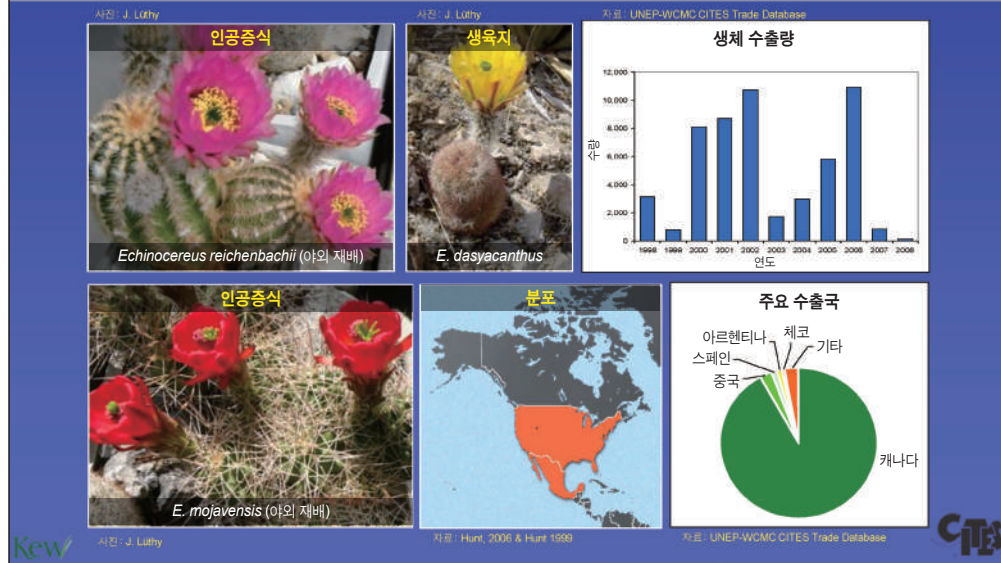 사진: J. Lüthy
사진: J. Lüthy
자료: UNEP-WCMC CITES Trade Database
인공증식
Echinocereus reichenbachii (야외 재배)
생육지
E. dasyacanthus
생체 수출량
12,000
10,000
8,000
6,000
4,000
2,000
0
수량
1998 1999 2000 2001 2002 2003 2004 2005 2006 2007 2008
연도
인공증식
E. mojavensis (야외 재배)
분포
주요 수출국
아르헨티나
체코
기타
스페인
중국
캐나다
Kew
사진: J. Lüthy
자료: Hunt, 2006 & Hunt 1999
자료: UNEP-WCMC CITES Trade Database
CITES